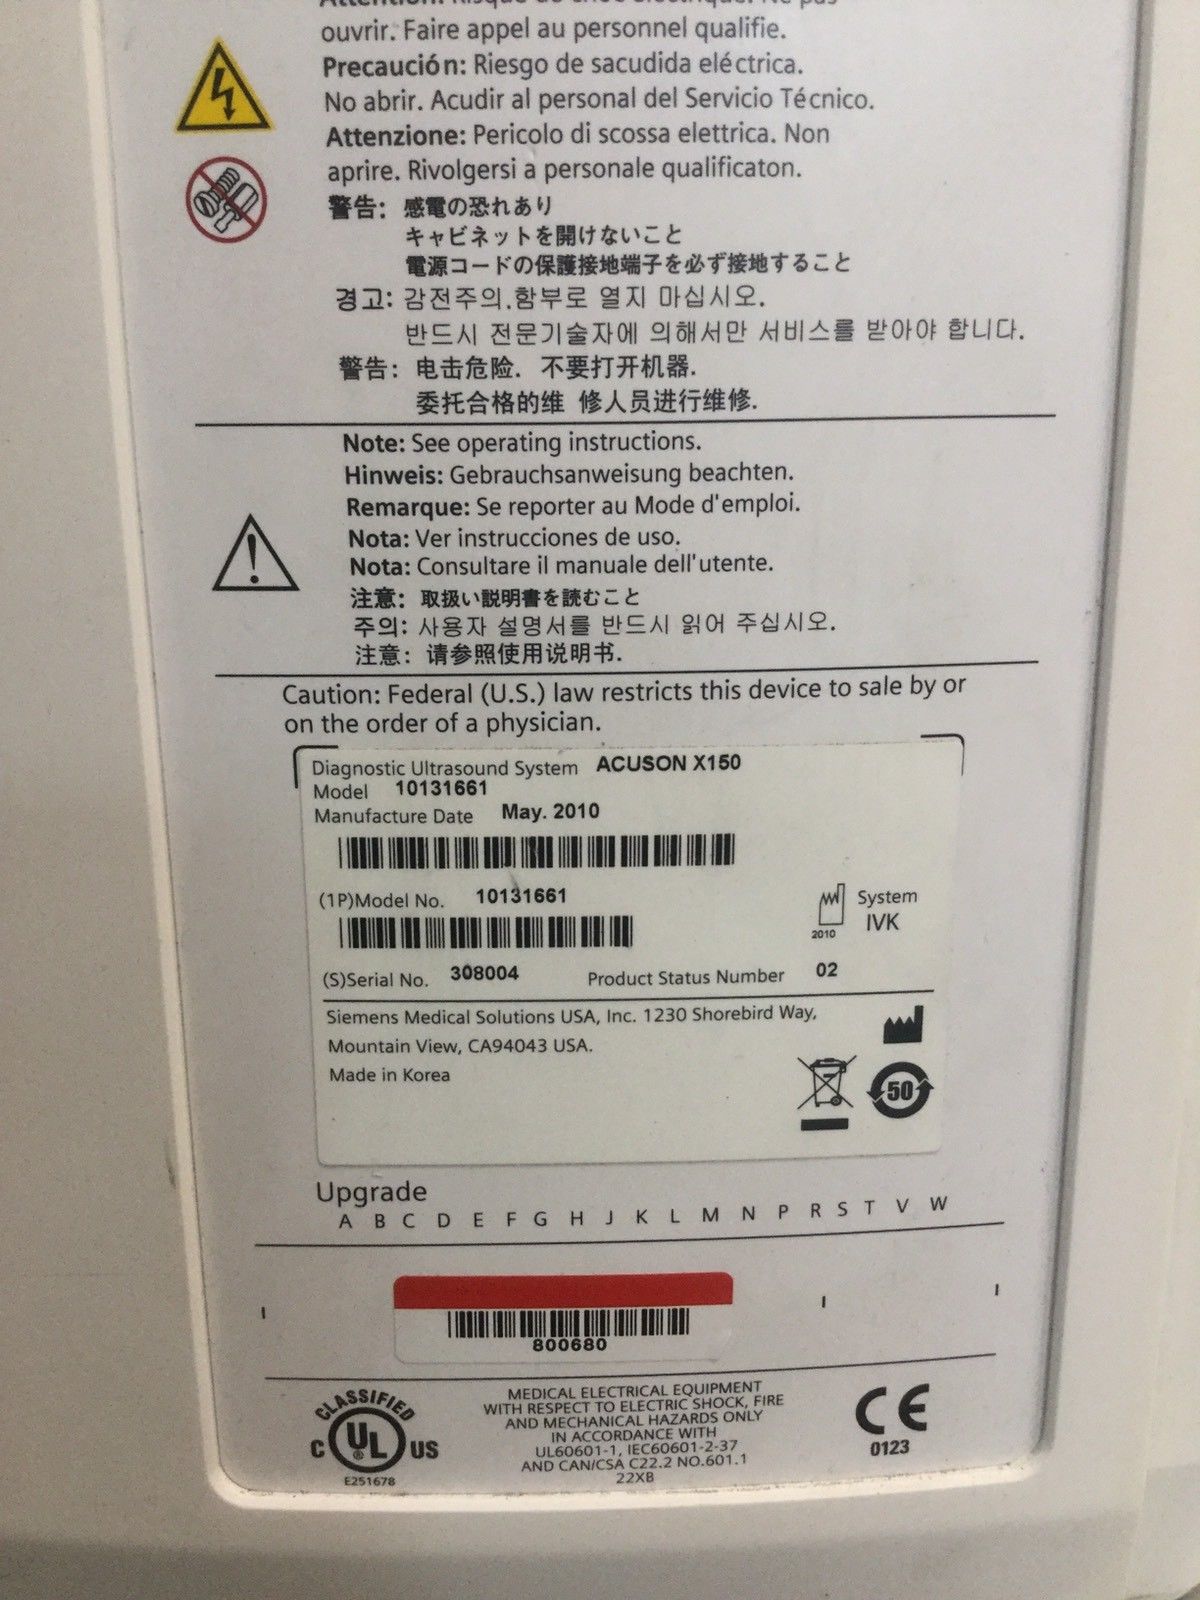 Attention: Risque de choc électrique. Ne pas
ouvrir. Faire appel au personnel qualifie.
Precaución: Riesgo de sacudida eléctrica.
No abrir. Acudir al personal del Servicio Técnico.
Attenzione: Pericolo di scossa elettrica. Non
aprire. Rivolgersi a personale qualificaton.
警告: 感電の恐れあり
キャビネットを開けないこと
電源コードの保護接地端子を必ず接地すること
경고: 감전주의.함부로 열지 마십시오.
반드시 전문기술자에 의해서만 서비스를 받아야 합니다.
警告: 电击危险. 不要打开机器.
委托合格的维 修人员进行维修.
Note: See operating instructions.
Hinweis: Gebrauchsanweisung beachten.
Remarque: Se reporter au Mode d'emploi.
Nota: Ver instrucciones de uso.
Nota: Consultare il manuale dell'utente.
注意: 取扱い説明書を読むこと
주의: 사용자 설명서를 반드시 읽어 주십시오.
注意: 请参照使用说明书.
Caution: Federal (U.S.) law restricts this device to sale by or
on the order of a physician.
Diagnostic Ultrasound System ACUSON X150
Model 10131661
Manufacture Date May. 2010
(1P)Model No. 10131661
System
IVK
2010
(S)Serial No. 308004 Product Status Number 02
Siemens Medical Solutions USA, Inc. 1230 Shorebird Way,
Mountain View, CA94043 USA.
Made in Korea
50
Upgrade
A B C D E F G H J K L M N P R S T V W
800680
CLASSIFIED
C UL ® US
E251678
MEDICAL ELECTRICAL EQUIPMENT
WITH RESPECT TO ELECTRIC SHOCK, FIRE
AND MECHANICAL HAZARDS ONLY
IN ACCORDANCE WITH
UL60601-1, IEC60601-2-37
AND CAN/CSA C22.2 NO.601.1
22XB
CE
0123